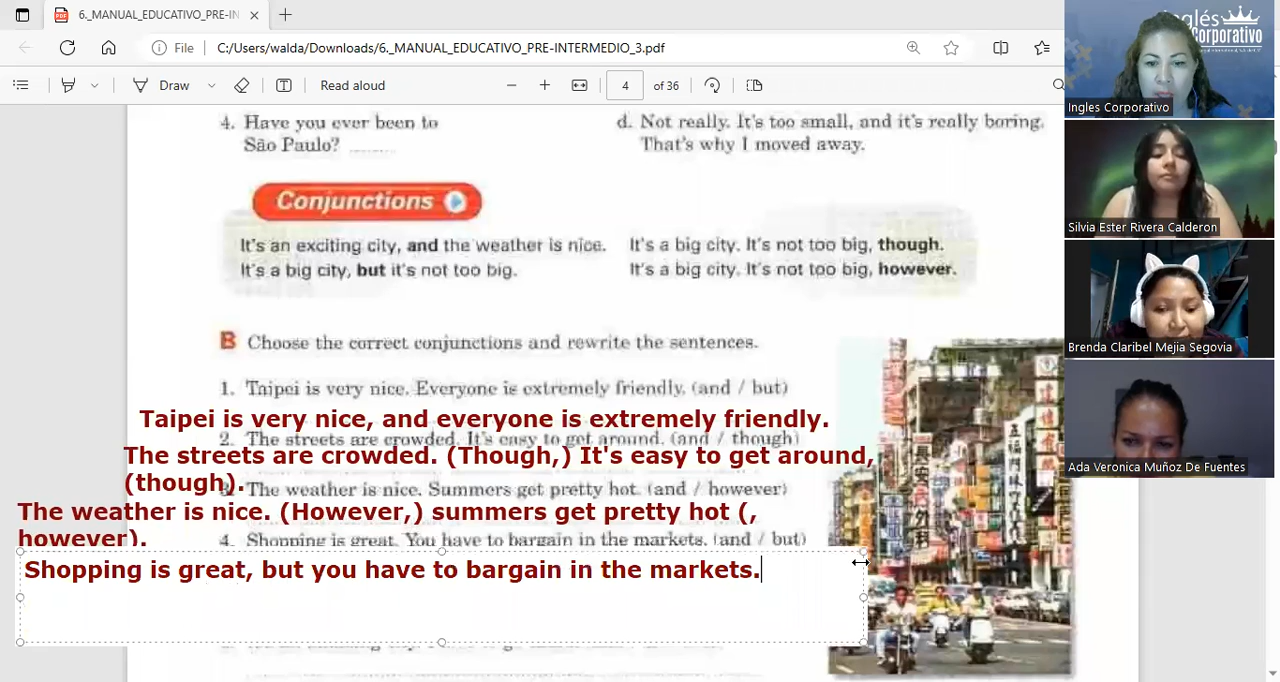 6._MANUAL_EDUCATIVO_PRE-IN
File C:/Users/walda/Downloads/6._MANUAL_EDUCATIVO_PRE-INTERMEDIO_3.pdf
Draw
Read aloud
4 of 36
4. Have you ever been to
São Paulo?
d. Not really. It's too small, and it's really boring.
That's why I moved away.
Conjunctions
It's an exciting city, and the weather is nice.
It's a big city, but it's not too big.
It's a big city. It's not too big, though.
It's a big city. It's not too big, however.
B Choose the correct conjunctions and rewrite the sentences.
1. Taipei is very nice. Everyone is extremely friendly. (and / but)
Taipei is very nice, and everyone is extremely friendly.
2. The streets are crowded. It's easy to get around. (and / though)
The streets are crowded. (Though,) It's easy to get around,
(though).
3. The weather is nice. Summers get pretty hot. (and / however)
The weather is nice. (However,) summers get pretty hot (,
however).
4. Shopping is great. You have to bargain in the markets. (and / but)
Shopping is great, but you have to bargain in the markets.
Inglés
Corporativo
Ingles Corporativo
Silvia Ester Rivera Calderon
Brenda Claribel Mejia Segovia
Ada Veronica Muñoz De Fuentes